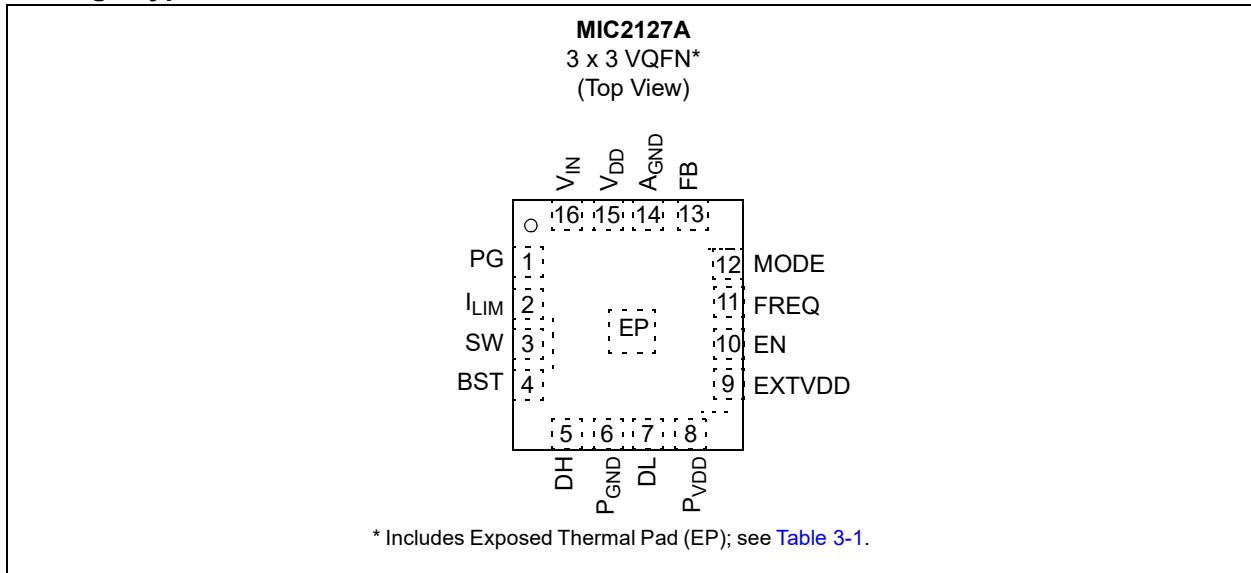 MIC2127A
3 x 3 VQFN*
(Top View)
VIN VDD AGND FB
16 15 14 13
PG 1
ILIM 2
SW 3
BST 4
EP
12 MODE
11 FREQ
10 EN
9 EXTVDD
5 6 7 8
DH PGND DL PVDD
* Includes Exposed Thermal Pad (EP); see Table 3-1.